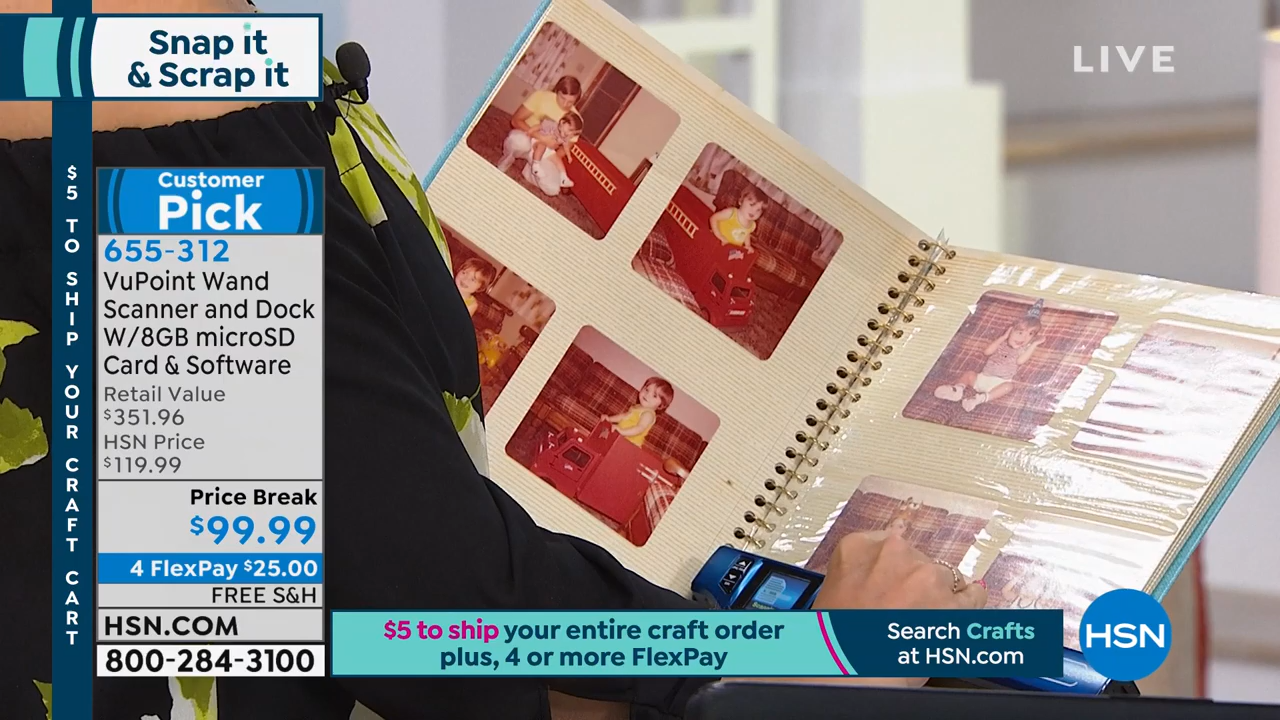 Snap it
& Scrap it
LIVE
$5 TO SHIP YOUR CRAFT CART
Customer
Pick
655-312
VuPoint Wand
Scanner and Dock
W/8GB microSD
Card & Software
Retail Value
$351.96
HSN Price
$119.99
Price Break
$99.99
4 FlexPay $25.00
FREE S&H
HSN.COM
800-284-3100
$5 to ship your entire craft order
plus, 4 or more FlexPay
Search Crafts
at HSN.com
HSN